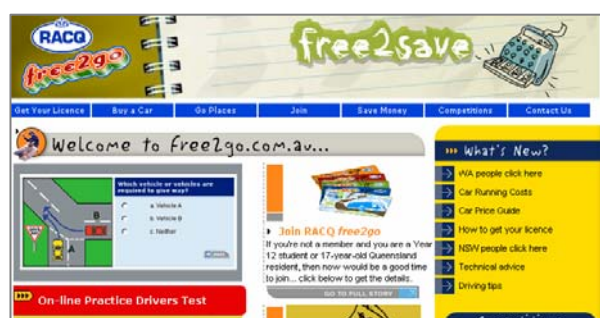 RACQ
free2go
free2save
Get Your Licence Buy a Car Go Places Join Save Money Competitions Contact Us
Welcome to free2go.com.au...
Which vehicle or vehicles are
required to give way?
a. Vehicle A
b. Vehicle B
c. Neither
B
A
On-line Practice Drivers Test
Join RACQ free2go
If you're not a member and you are a Year
12 student or 17-year-old Queensland
resident, then now would be a good time
to join... click below to get the details.
GO TO FULL STORY
What's New?
WA people click here
Car Running Costs
Car Price Guide
How to get your licence
NSW people click here
Technical advice
Driving tips